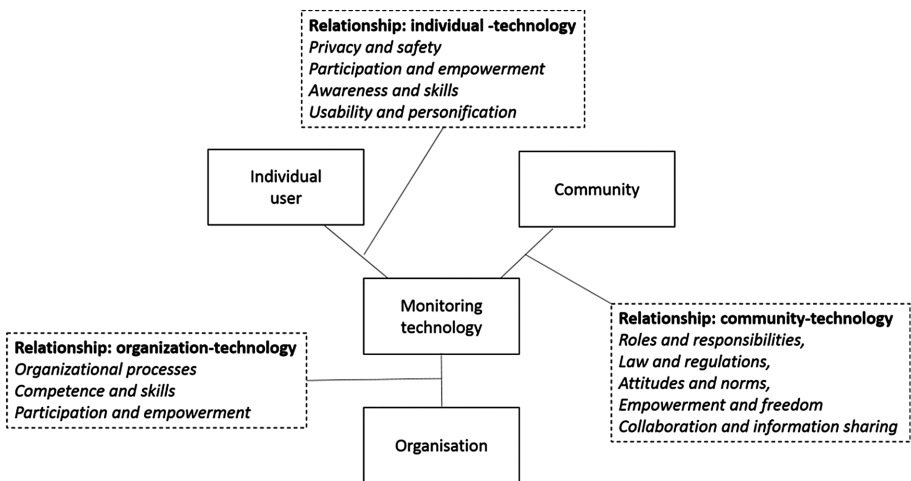 Relationship: individual -technology
Privacy and safety
Participation and empowerment
Awareness and skills
Usability and personification
Individual
user
Community
Monitoring
technology
Relationship: organization-technology
Organizational processes
Competence and skills
Participation and empowerment
Relationship: community-technology
Roles and responsibilities,
Law and regulations,
Attitudes and norms,
Empowerment and freedom
Collaboration and information sharing
Organisation